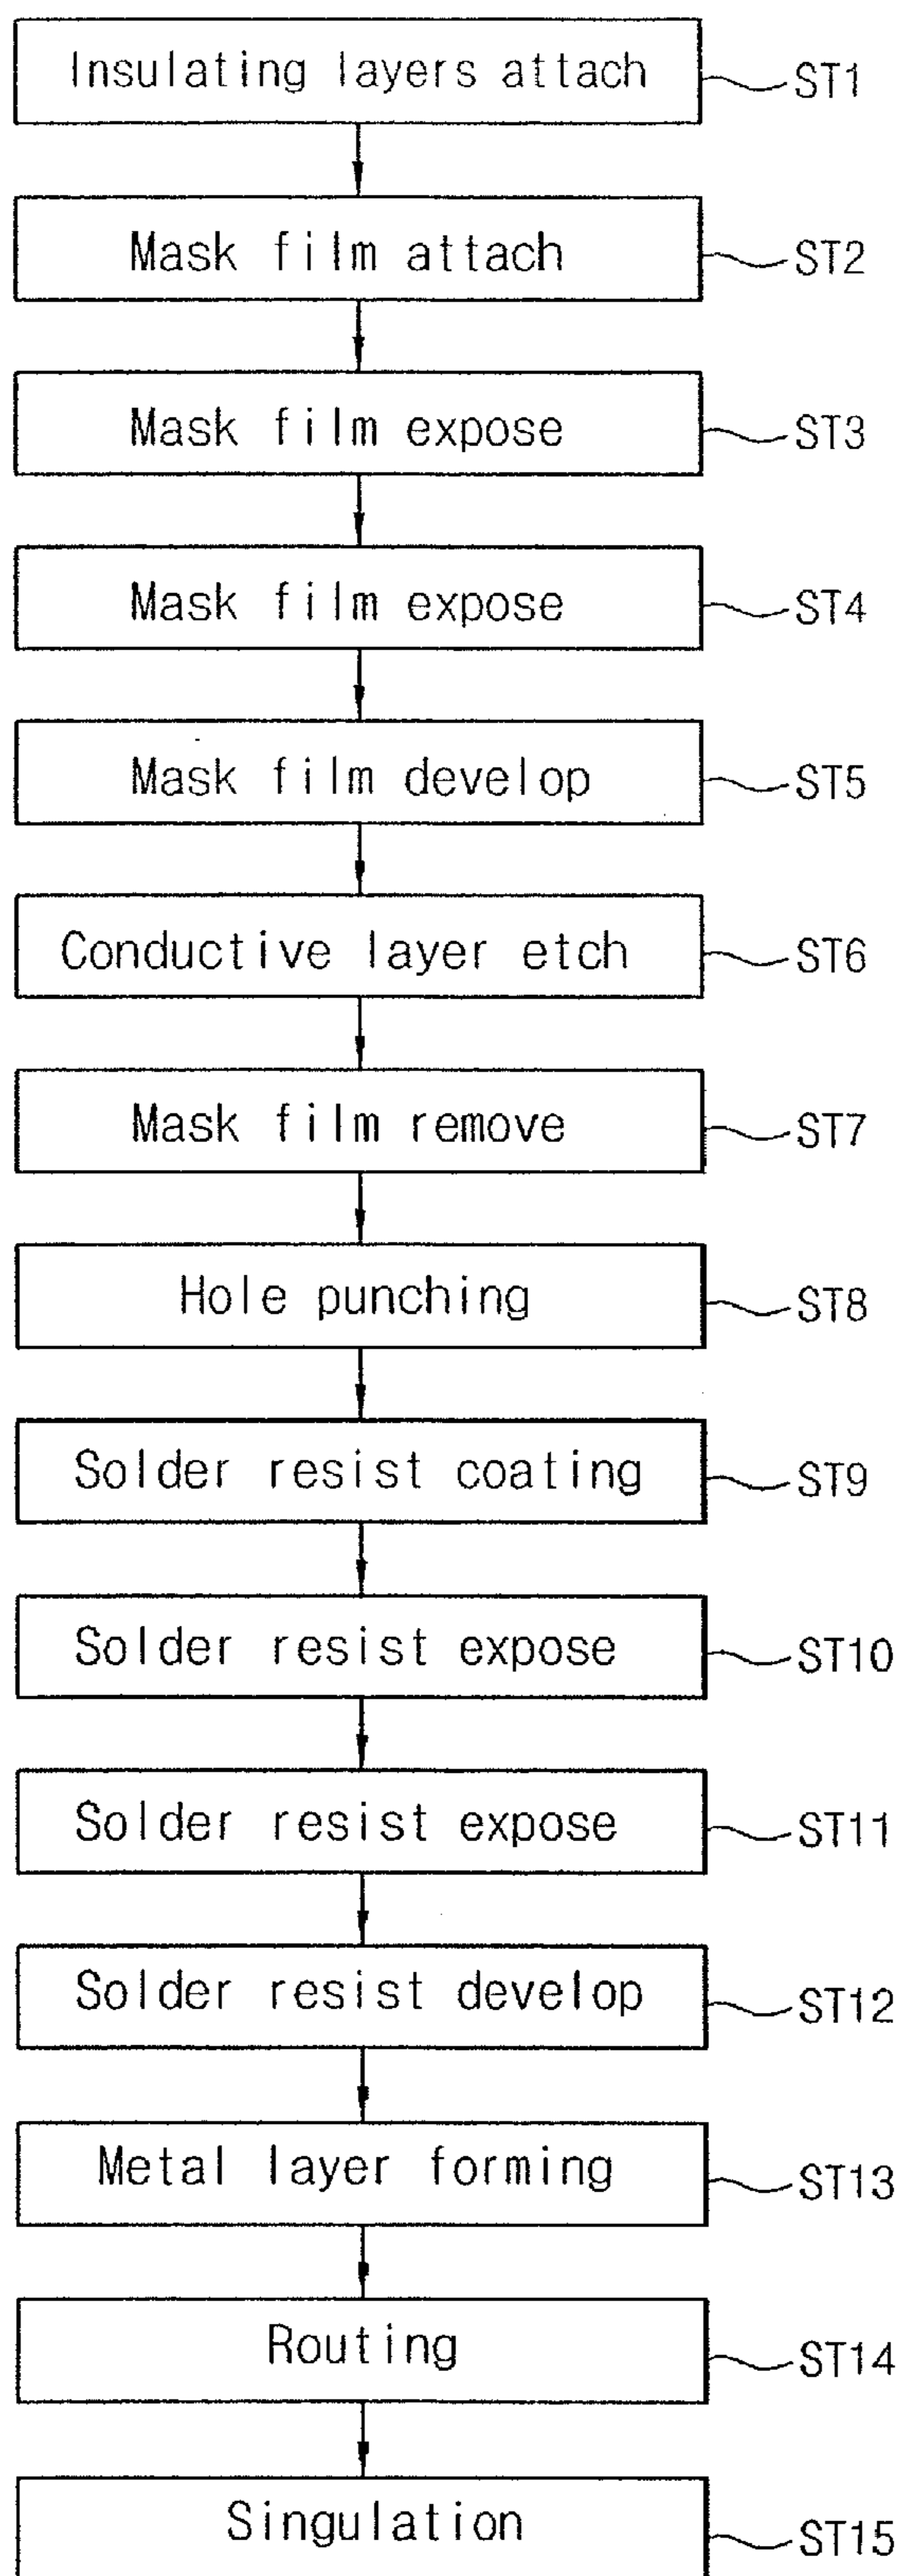 Insulating layers attach ST1
Mask film attach ST2
Mask film expose ST3
Mask film expose ST4
Mask film develop ST5
Conductive layer etch ST6
Mask film remove ST7
Hole punching ST8
Solder resist coating ST9
Solder resist expose ST10
Solder resist expose ST11
Solder resist develop ST12
Metal layer forming ST13
Routing ST14
Singulation ST15